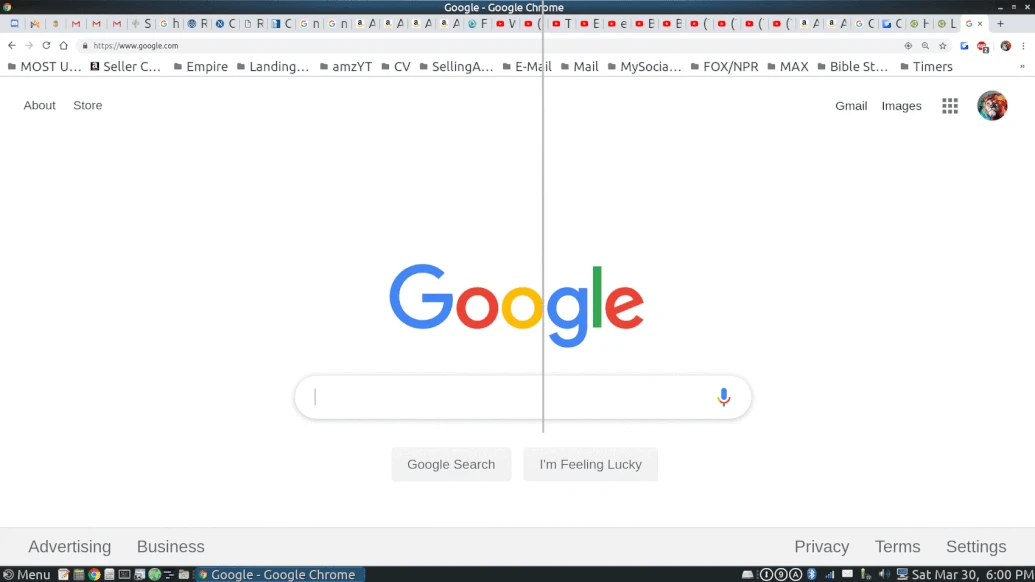 Google - Google Chrome
https://www.google.com
MOST U... Seller C... Empire Landing... amzYT CV SellingA... E-Mail Mail MySocia... FOX/NPR MAX Bible St... Timers »
About Store Gmail Images
Google
Google Search I'm Feeling Lucky
Advertising Business Privacy Terms Settings
Menu Google - Google Chrome Sat Mar 30, 6:00 PM